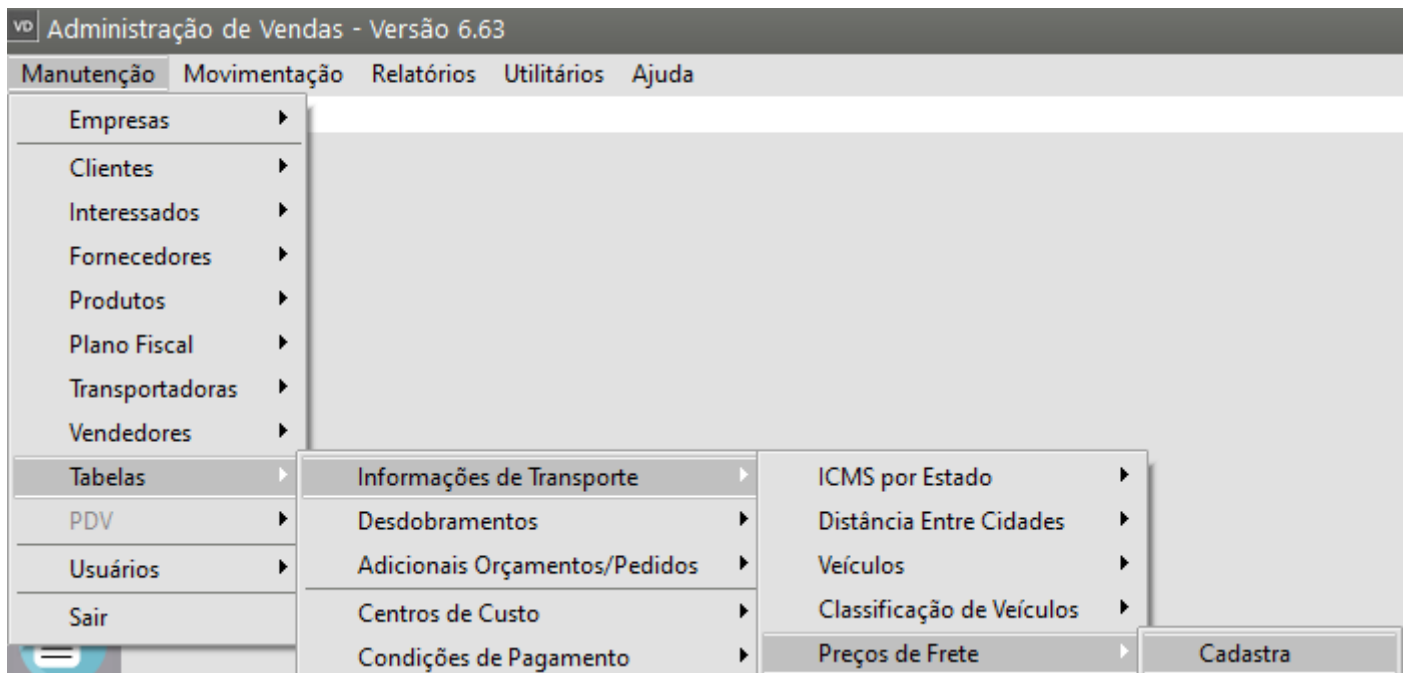 VD Administração de Vendas - Versão 6.63
Manutenção Movimentação Relatórios Utilitários Ajuda
Empresas
Clientes
Interessados
Fornecedores
Produtos
Plano Fiscal
Transportadoras
Vendedores
Tabelas Informações de Transporte ICMS por Estado
PDV Desdobramentos Distância Entre Cidades
Usuários Adicionais Orçamentos/Pedidos Veículos
Sair Centros de Custo Classificação de Veículos
Condições de Pagamento Preços de Frete Cadastra